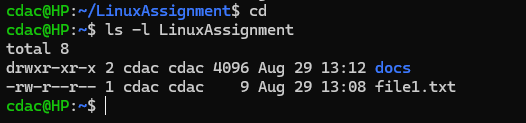 cdac@HP:~/LinuxAssignment$ cd
cdac@HP:~$ ls -l LinuxAssignment
total 8
drwxr-xr-x 2 cdac cdac 4096 Aug 29 13:12 docs
-rw-r--r-- 1 cdac cdac    9 Aug 29 13:08 file1.txt
cdac@HP:~$